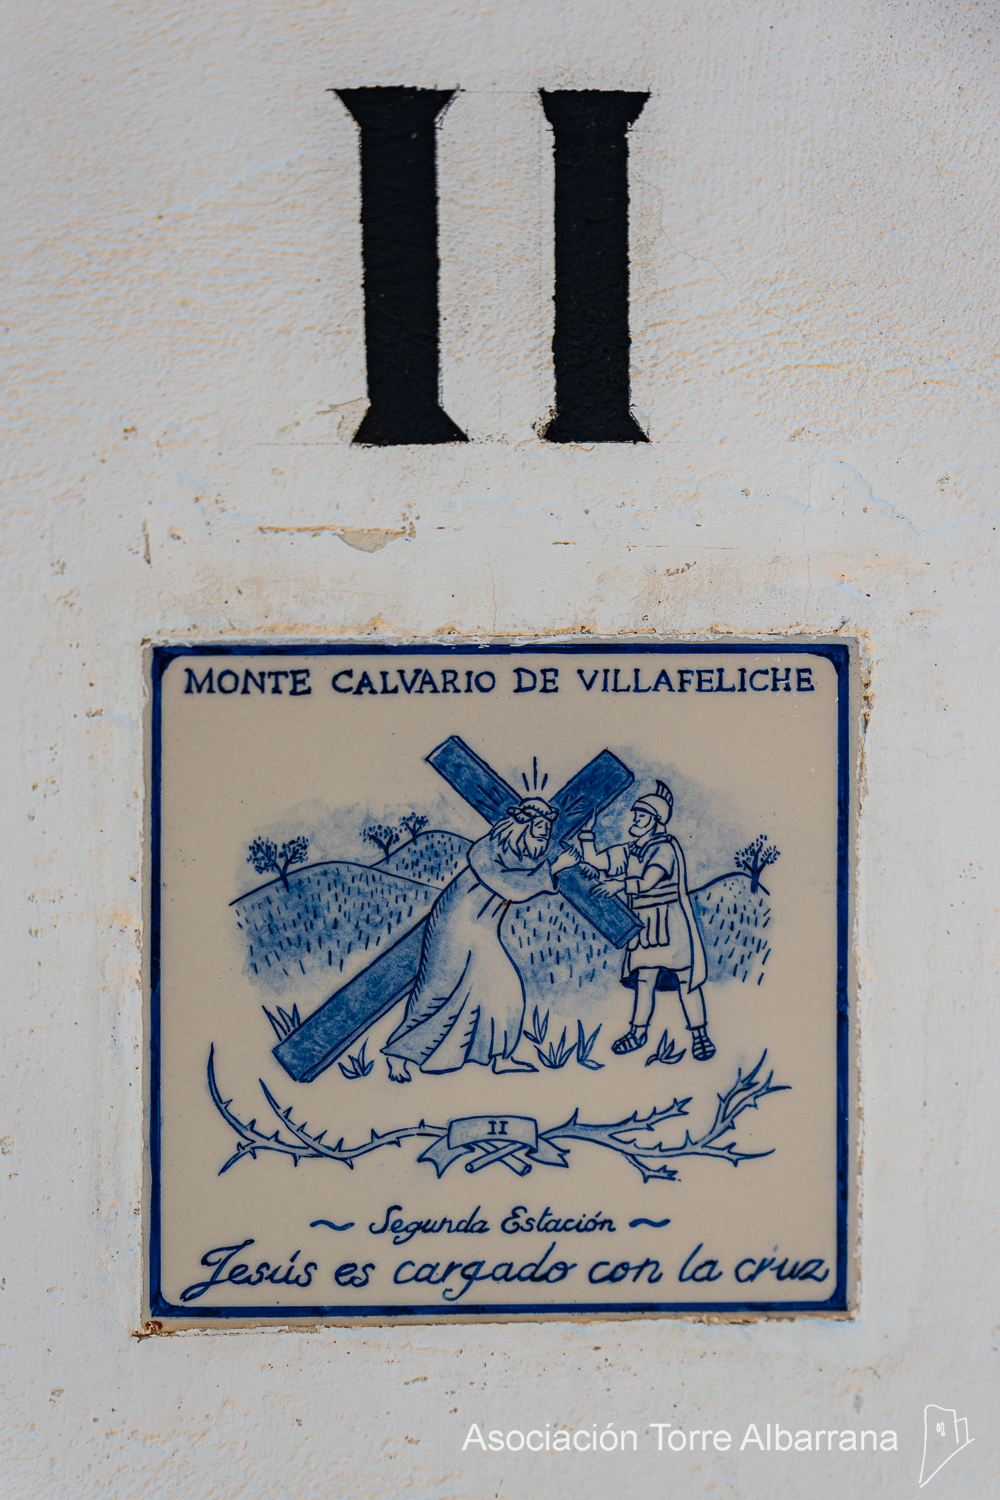 II
MONTE CALVARIO DE VILLAFELICHE
II
~ Segunda Estación ~
Jesús es cargado con la cruz
Asociación Torre Albarrana